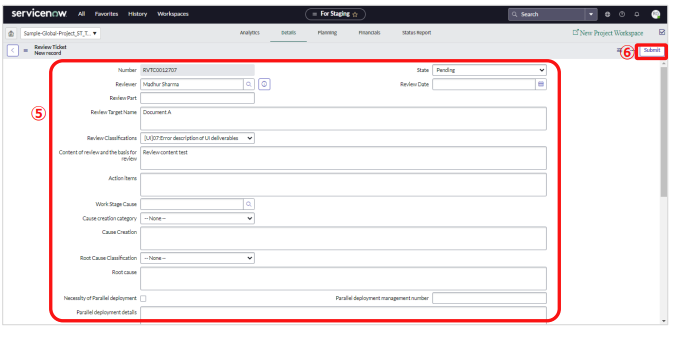 servicenow All Favorites History Workspaces For Staging Search
Sample-Global-Project_ST_T... Analytics Details Planning Financials Status Report New Project Workspace
Review Ticket
New record
⑥ Submit
⑤
Number RVTC0012707 State Pending
Reviewer Madhur Sharma Review Date
Review Part
Review Target Name Document A
Review Classifications [UI]07:Error description of UI deliverables
Content of review and the basis for review Review content test
Action Items
Work Stage Cause
Cause creation category -- None --
Cause Creation
Root Cause Classification -- None --
Root cause
Necessity of Parallel deployment Parallel deployment management number
Parallel deployment details